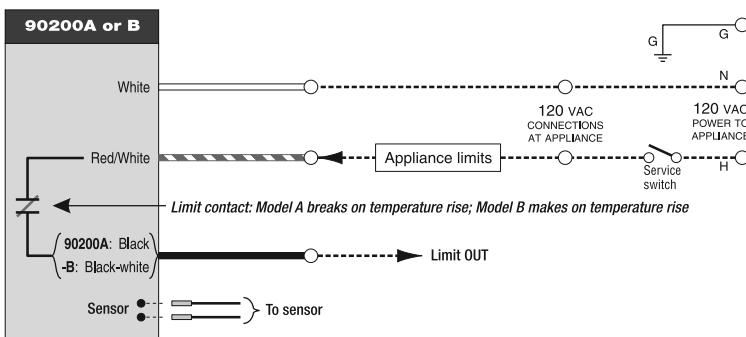 90200A or B
G
G
White
N
120 VAC
CONNECTIONS
AT APPLIANCE
120 VAC
POWER TO
APPLIANCE
Red/White
Appliance limits
Service
switch
H
Limit contact: Model A breaks on temperature rise; Model B makes on temperature rise
90200A: Black
-B: Black-white
Limit OUT
Sensor
To sensor